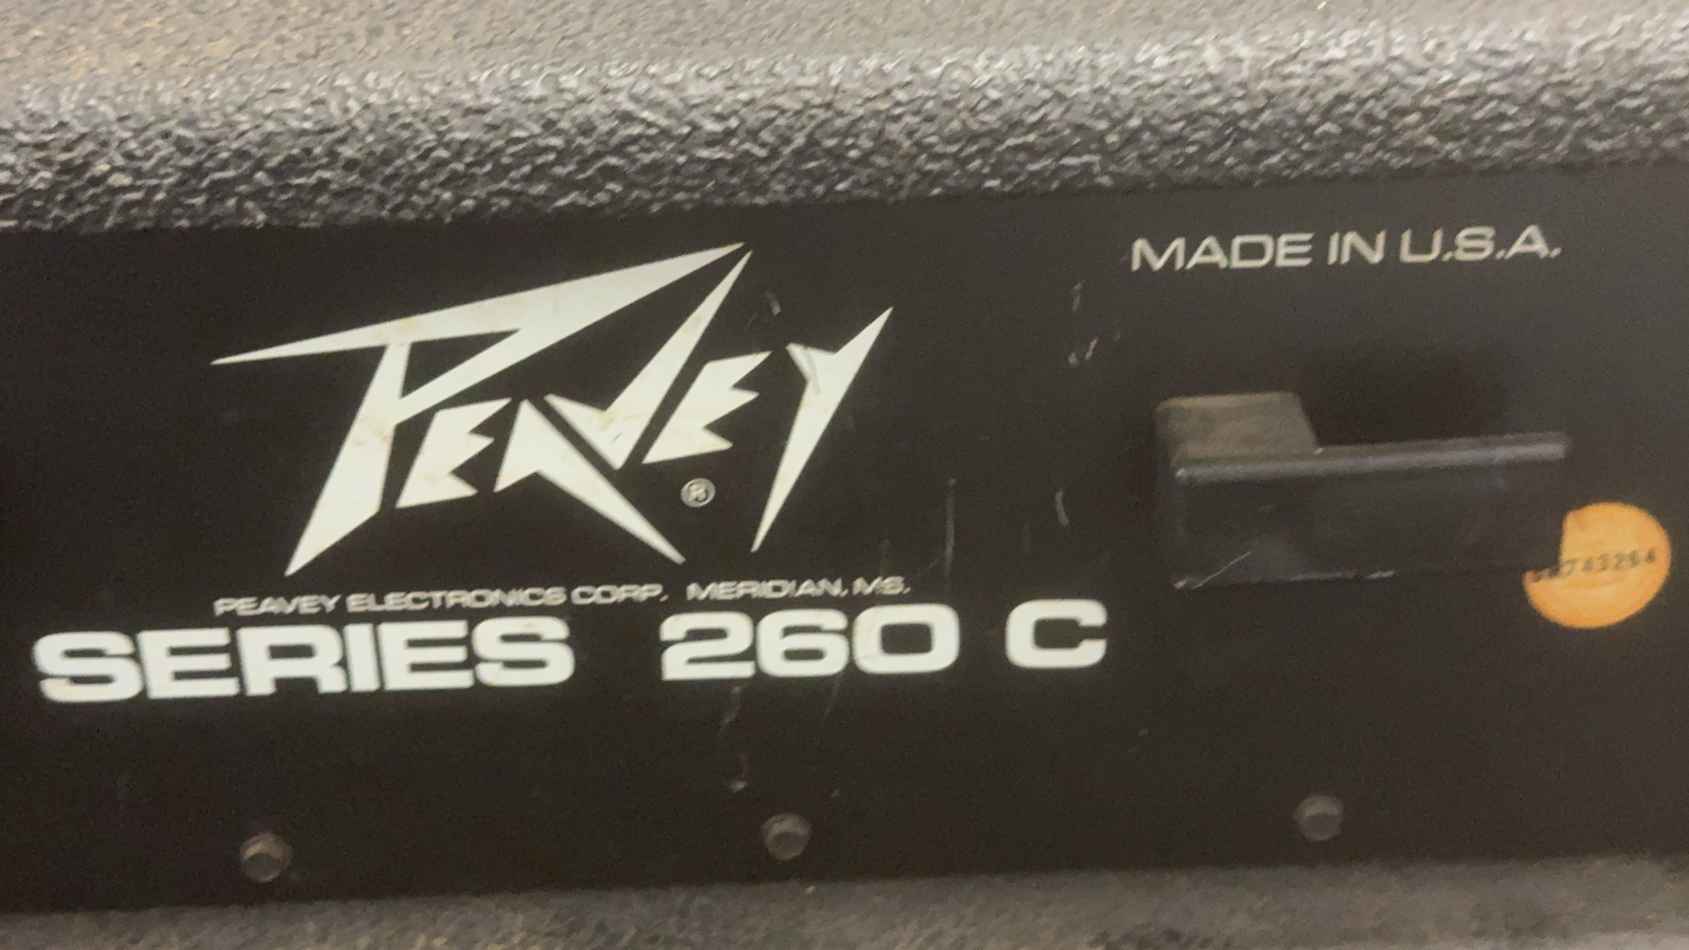 MADE IN U.S.A.
PEAVEY
®
PEAVEY ELECTRONICS CORP. MERIDIAN, MS.
SERIES 260 C